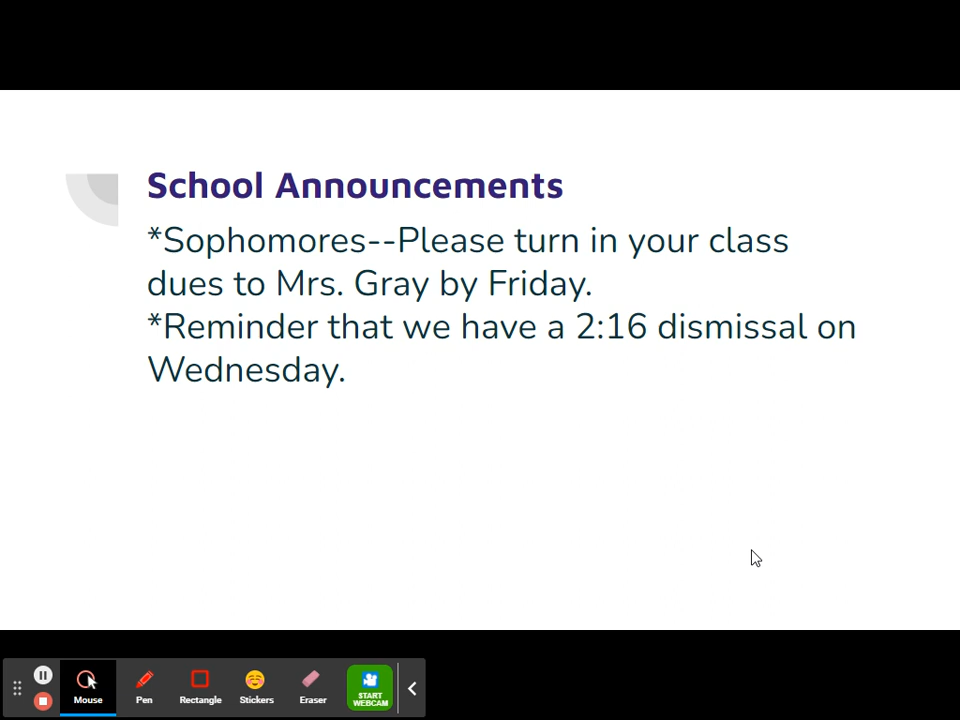 School Announcements
*Sophomores--Please turn in your class
dues to Mrs. Gray by Friday.
*Reminder that we have a 2:16 dismissal on
Wednesday.
Mouse
Pen
Rectangle
Stickers
Eraser
START
WEBCAM